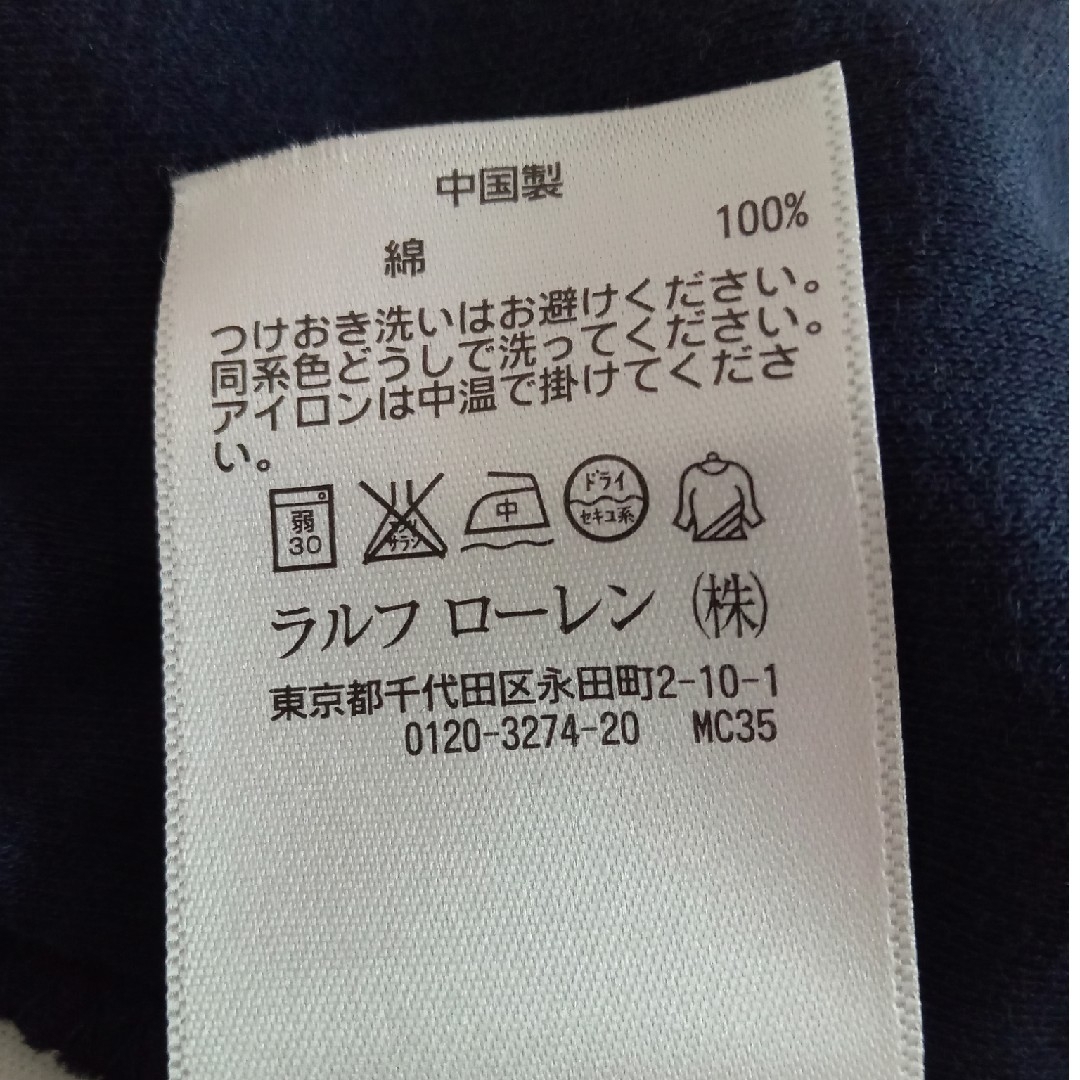 中国製
綿 100%
つけおき洗いはお避けください。
同系色どうしで洗ってください。
アイロンは中温で掛けてくださ
い。
弱
30
サラシ
中
ドライ
セキユ系
ラルフ ローレン (株)
東京都千代田区永田町2-10-1
0120-3274-20 MC35